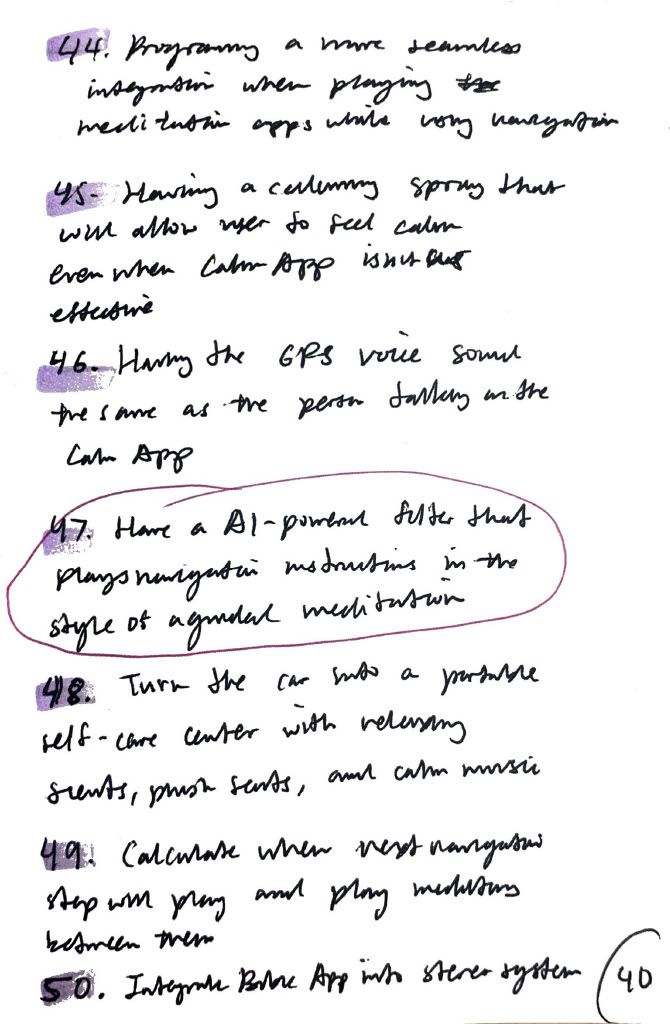 44. Programmng a more seamless
integration when playing the
meditation apps while using navigation
45. Having a calming spray that
will allow user to feel calm
even when Calm App isn't
effective
46. Having the GPS voice sound
the same as the person talking on the
Calm App
47. Have a AI-powered filter that
plays navigation instructions in the
style of a guided meditation
48. Turn the car into a portable
self-care center with relaxing
scents, plush seats, and calm music
49. Calculate when next navigation
step will play and play meditations
between them
50. Integrate App into stereo system
40